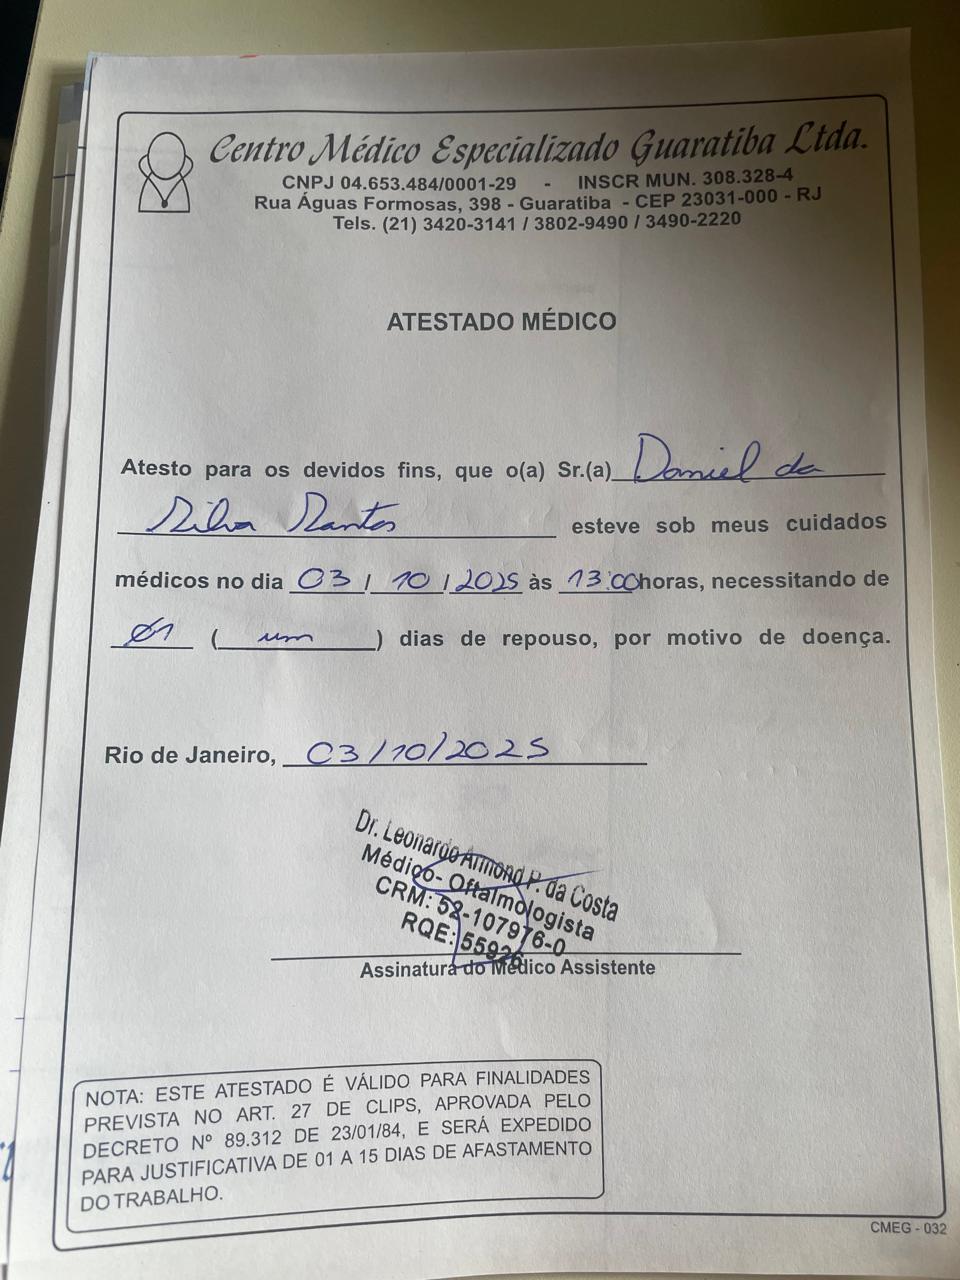 Centro Médico Especializado Guaratiba Ltda.
CNPJ 04.653.484/0001-29 - INSCR MUN. 308.328-4
Rua Águas Formosas, 398 - Guaratiba - CEP 23031-000 - RJ
Tels. (21) 3420-3141 / 3802-9490 / 3490-2220
ATESTADO MÉDICO
Atesto para os devidos fins, que o(a) Sr.(a) Daniel da
Silva Santos esteve sob meus cuidados
médicos no dia 03 / 10 / 2025 às 13:00 horas, necessitando de
01 ( um ) dias de repouso, por motivo de doença.
Rio de Janeiro, 03/10/2025
Dr. Leonardo Armond P. da Costa
Médico- Oftalmologista
CRM: 52-107976-0
RQE: 55926
Assinatura do Médico Assistente
NOTA: ESTE ATESTADO É VÁLIDO PARA FINALIDADES
PREVISTA NO ART. 27 DE CLIPS, APROVADA PELO
DECRETO Nº 89.312 DE 23/01/84, E SERÁ EXPEDIDO
PARA JUSTIFICATIVA DE 01 A 15 DIAS DE AFASTAMENTO
DO TRABALHO.
CMEG - 032